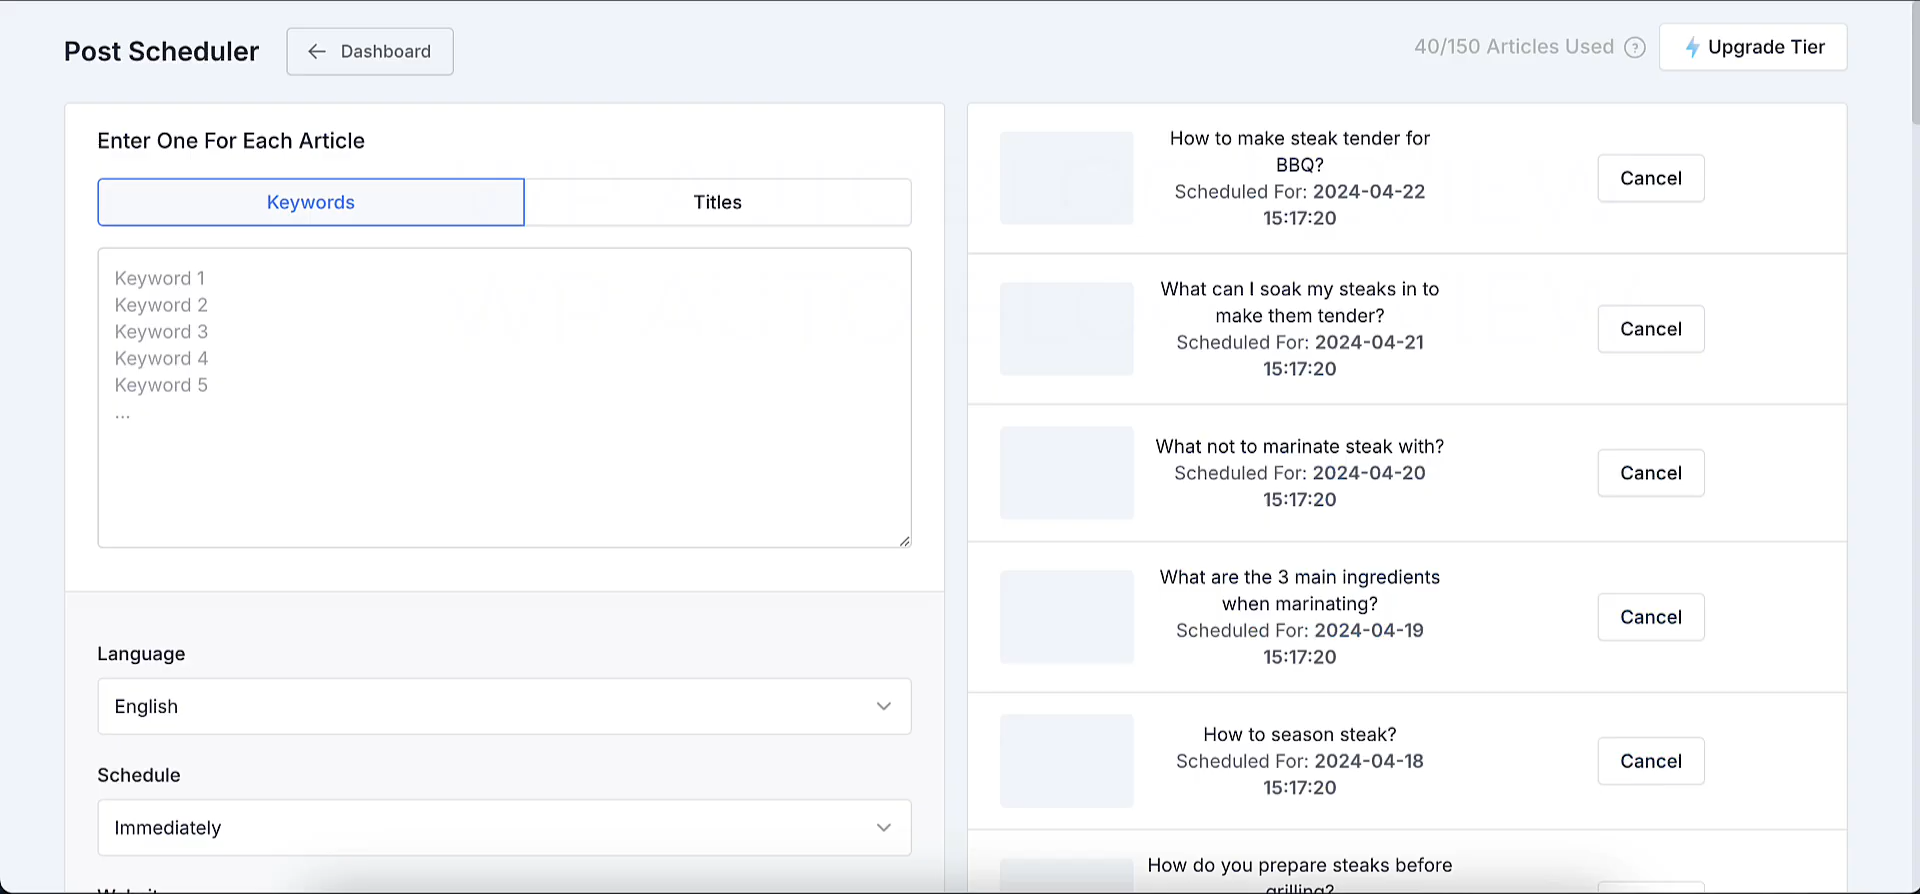 Post Scheduler
← Dashboard
40/150 Articles Used ?
Upgrade Tier
Enter One For Each Article
Keywords
Titles
Keyword 1
Keyword 2
Keyword 3
Keyword 4
Keyword 5
...
Language
English
Schedule
Immediately
How to make steak tender for
BBQ?
Scheduled For: 2024-04-22
15:17:20
Cancel
What can I soak my steaks in to
make them tender?
Scheduled For: 2024-04-21
15:17:20
Cancel
What not to marinate steak with?
Scheduled For: 2024-04-20
15:17:20
Cancel
What are the 3 main ingredients
when marinating?
Scheduled For: 2024-04-19
15:17:20
Cancel
How to season steak?
Scheduled For: 2024-04-18
15:17:20
Cancel
How do you prepare steaks before
grilling?